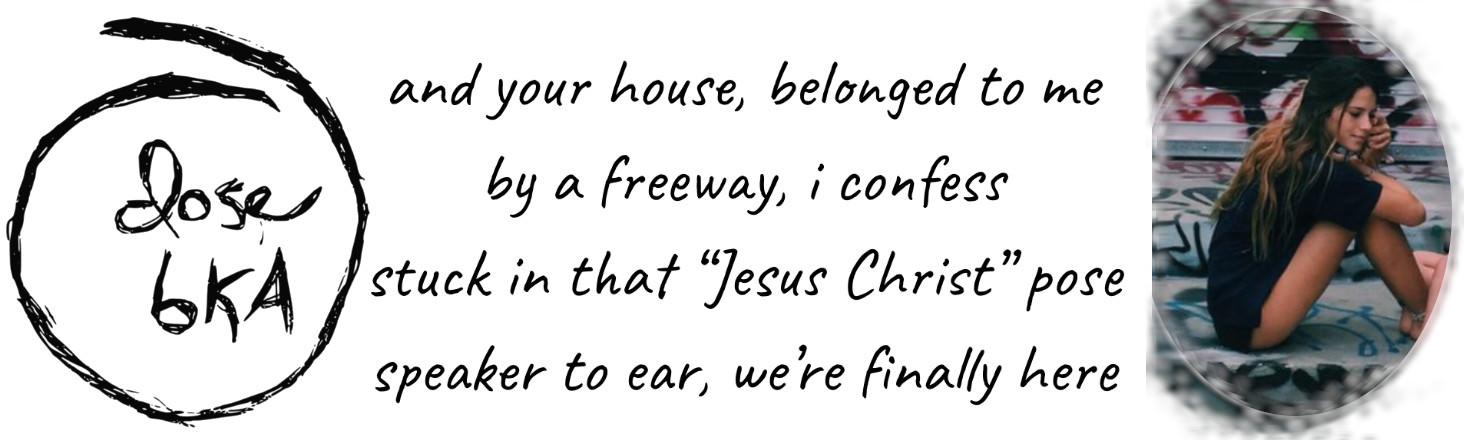 dose
6KA
and your house, belonged to me
by a freeway, i confess
stuck in that “Jesus Christ” pose
speaker to ear, we’re finally here